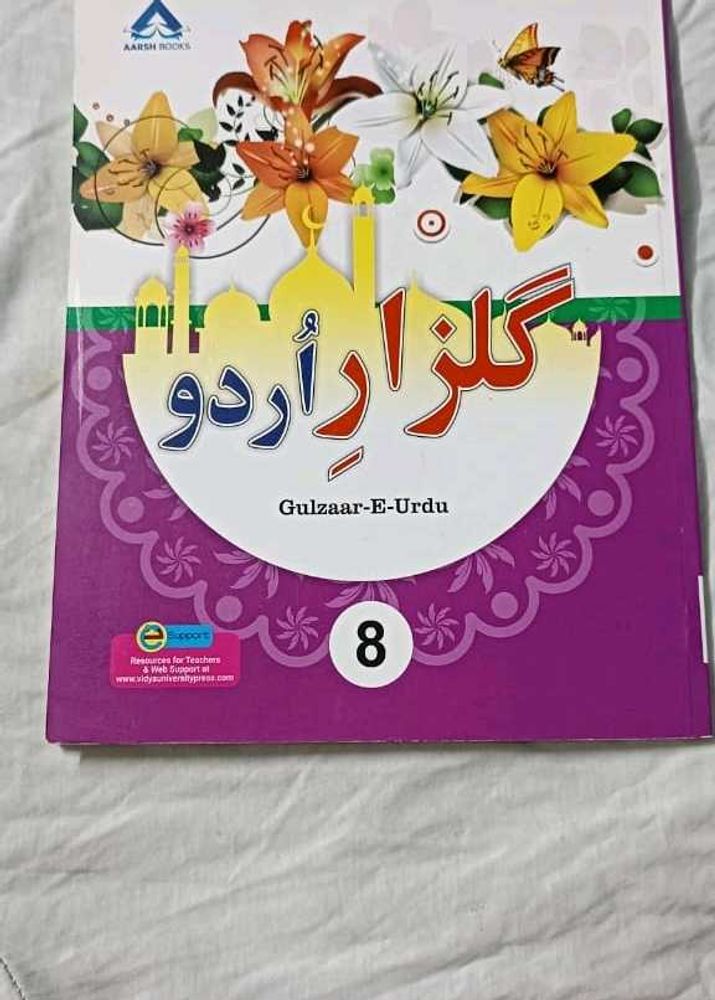 AARSH BOOKS
گلزارِ اُردو
Gulzaar-E-Urdu
8
e Support
Resources for Teachers
& Web Support at
www.vidyauniversitypress.com